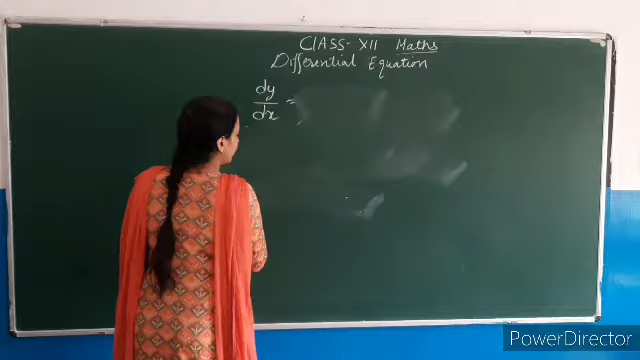 CLASS- XII Maths
Differential Equation
dy/dx =
PowerDirector